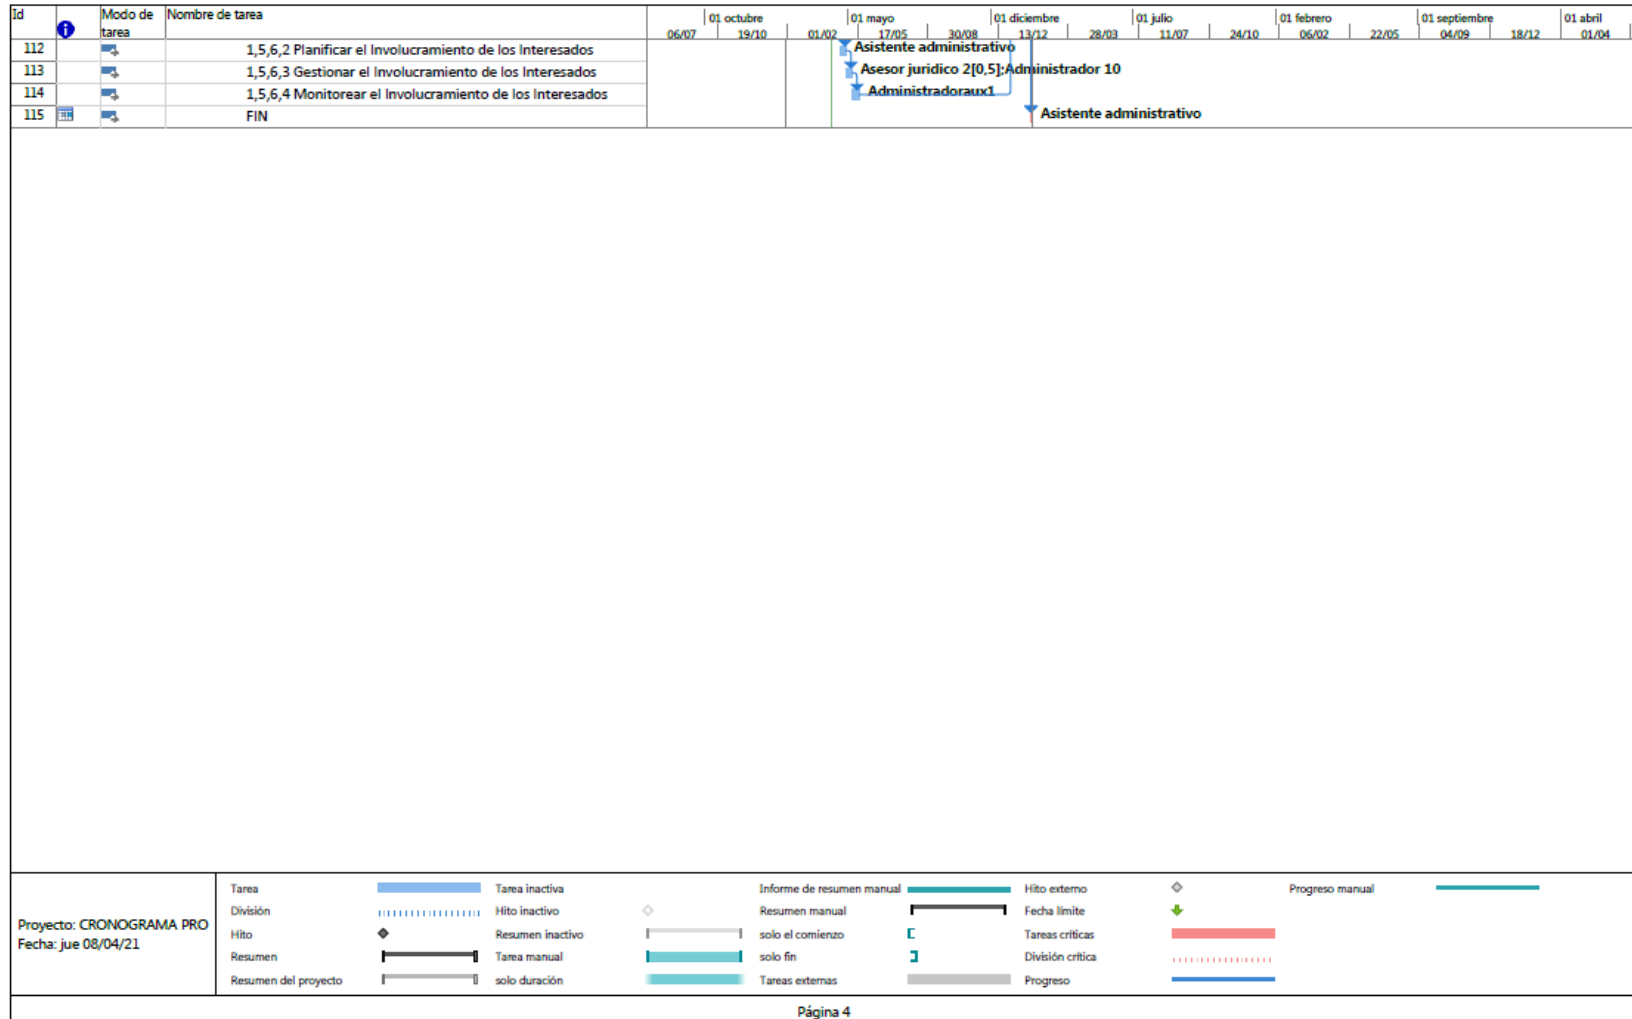 Id Modo de tarea Nombre de tarea
01 octubre 01 mayo 01 diciembre 01 julio 01 febrero 01 septiembre 01 abril
06/07 19/10 01/02 17/05 30/08 13/12 28/03 11/07 24/10 06/02 22/05 04/09 18/12 01/04
112 1,5,6,2 Planificar el Involucramiento de los Interesados Asistente administrativo
113 1,5,6,3 Gestionar el Involucramiento de los Interesados Asesor juridico 2[0,5];Administrador 10
114 1,5,6,4 Monitorear el Involucramiento de los Interesados Administradoraux1
115 FIN Asistente administrativo
Proyecto: CRONOGRAMA PRO
Fecha: jue 08/04/21
Tarea Tarea inactiva Informe de resumen manual Hito externo Progreso manual
División Hito inactivo Resumen manual Fecha límite
Hito Resumen inactivo solo el comienzo Tareas críticas
Resumen Tarea manual solo fin División crítica
Resumen del proyecto solo duración Tareas externas Progreso
Página 4